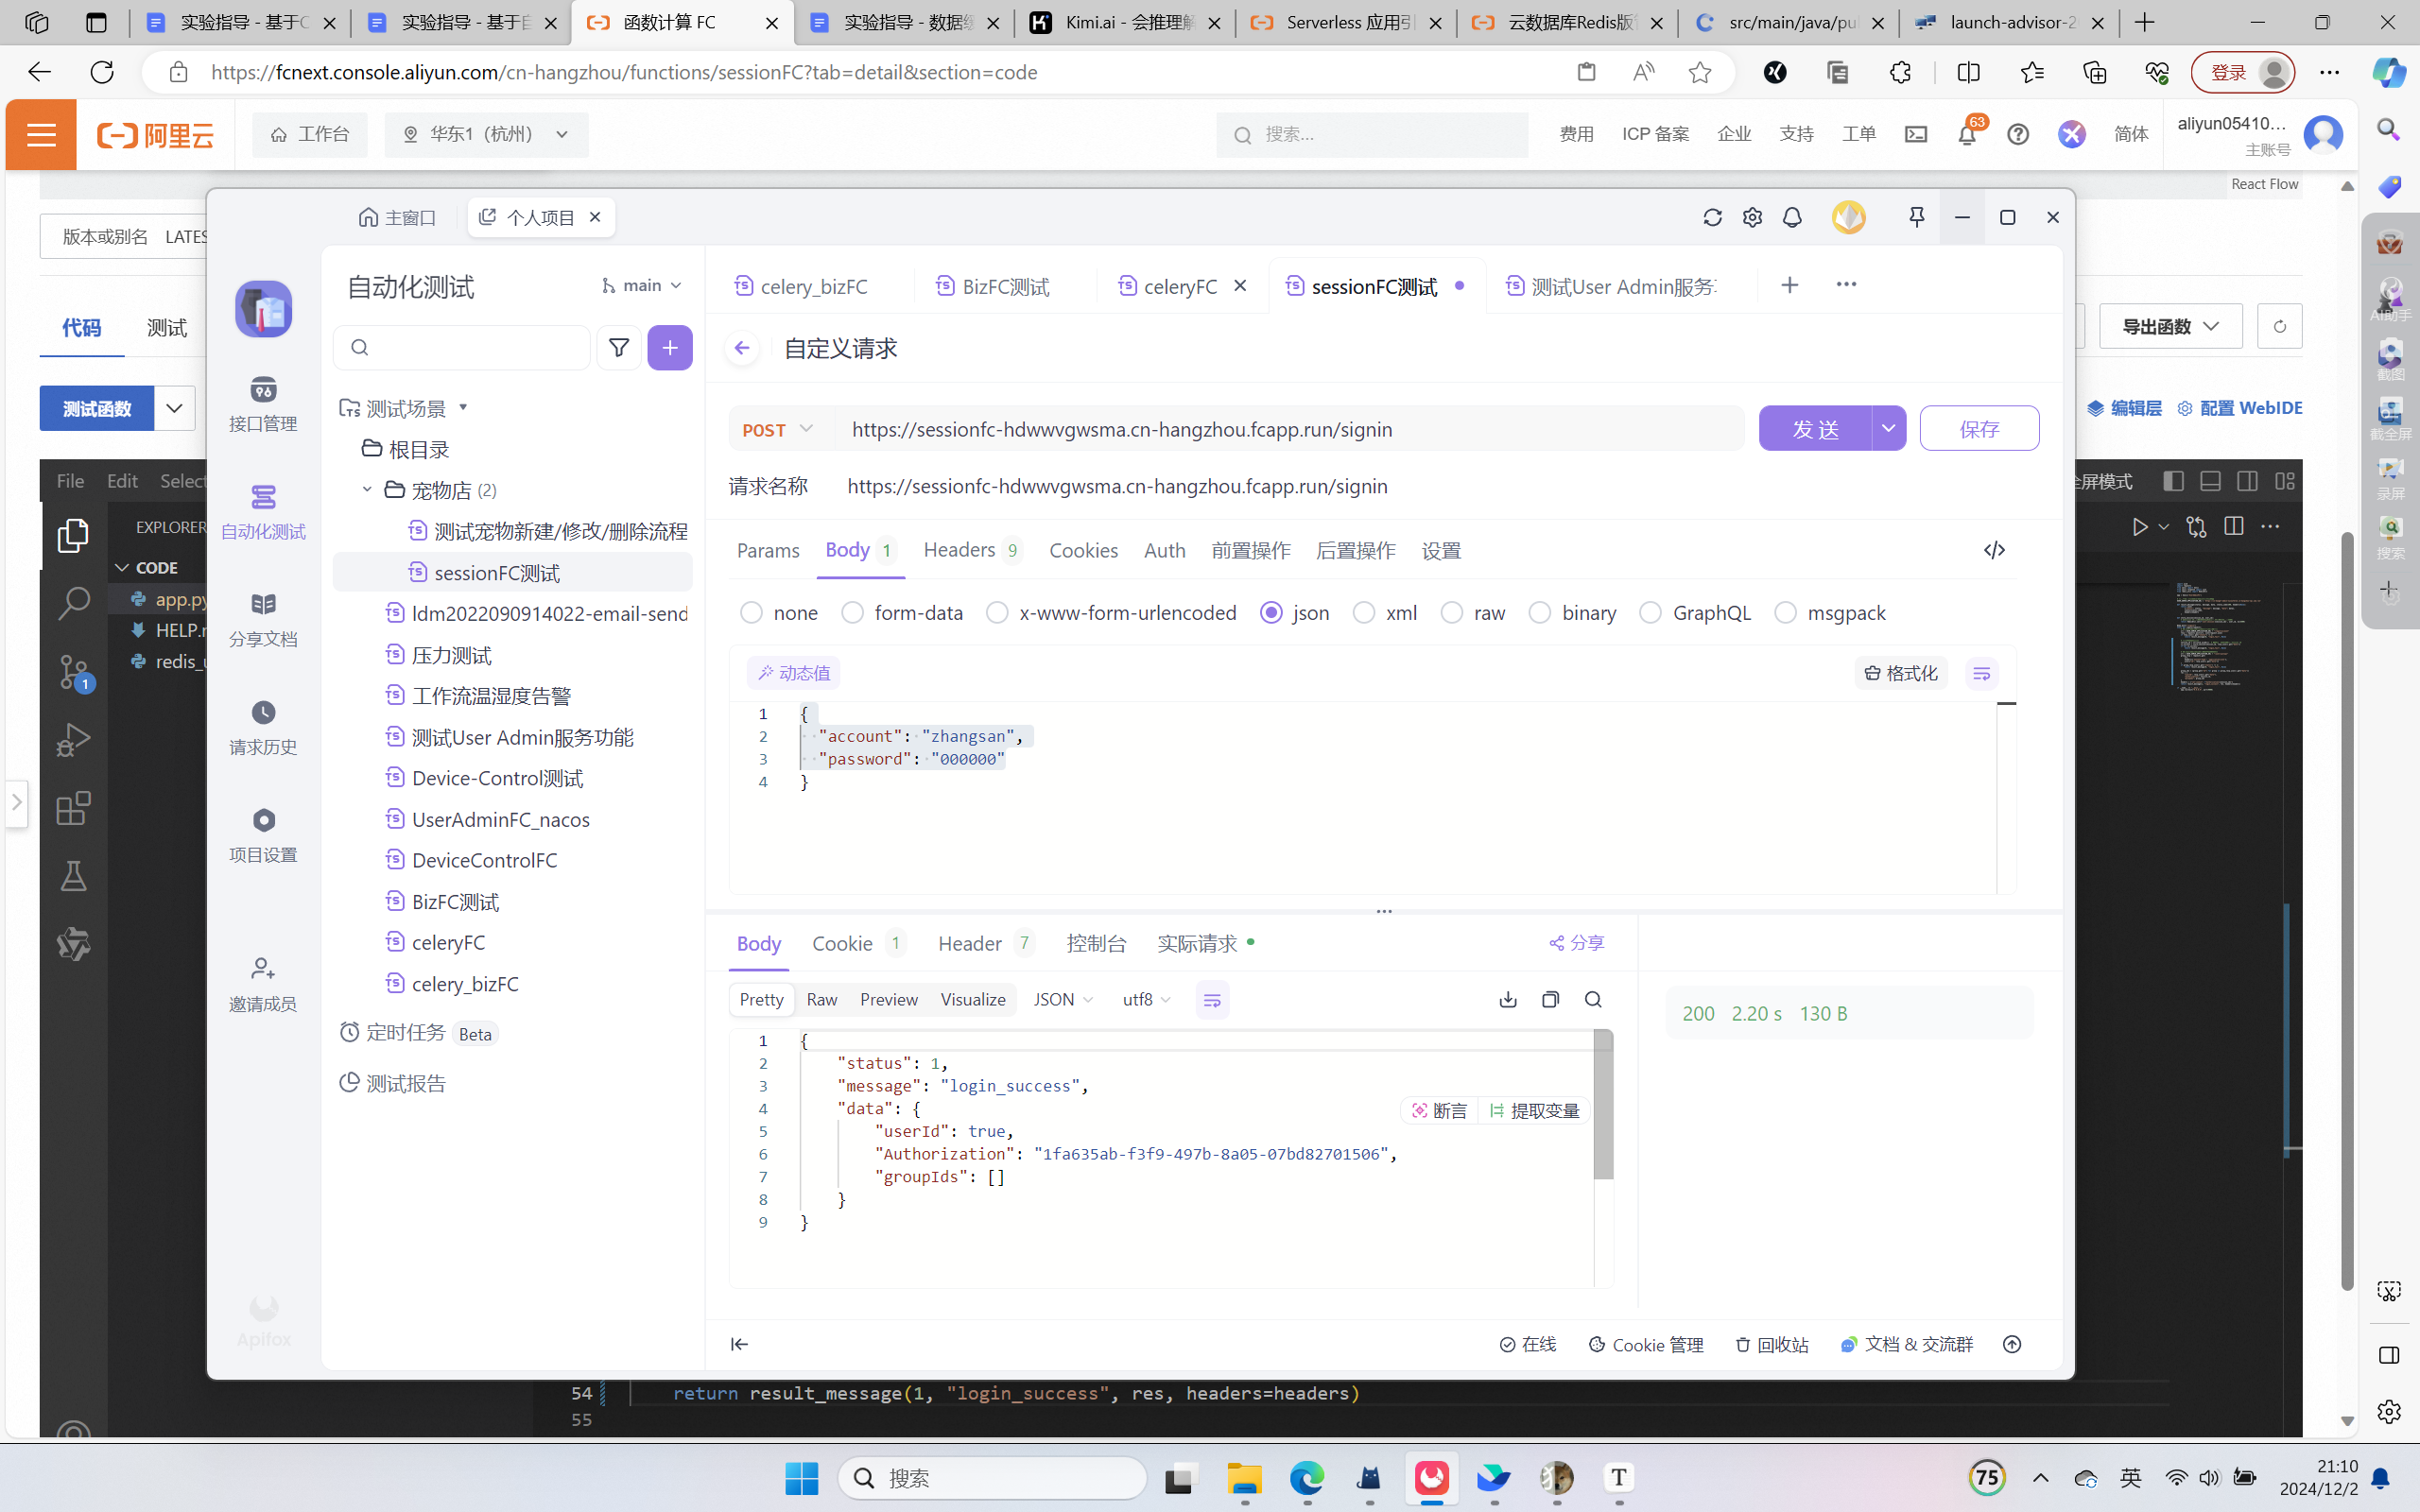 实验指导 - 基于C
实验指导 - 基于自
函数计算 FC
实验指导 - 数据缓
Kimi.ai - 会推理解
Serverless 应用引
云数据库Redis版
src/main/java/pu
launch-advisor-2
https://fcnext.console.aliyun.com/cn-hangzhou/functions/sessionFC?tab=detail&section=code
登录
阿里云
工作台
华东1（杭州）
搜索...
费用
ICP 备案
企业
支持
工单
63
简体
aliyun05410...
主账号
React Flow
版本或别名
LATES
代码
测试
导出函数
测试函数
编辑层
配置 WebIDE
File
Edit
Select
全屏模式
EXPLORER
CODE
app.py
HELP.
redis_u
1
AI助手
截图
截全屏
录屏
搜索
主窗口
个人项目
接口管理
自动化测试
分享文档
请求历史
项目设置
邀请成员
Apifox
自动化测试
main
测试场景
根目录
宠物店 (2)
测试宠物新建/修改/删除流程
sessionFC测试
ldm2022090914022-email-send
压力测试
工作流温湿度告警
测试User Admin服务功能
Device-Control测试
UserAdminFC_nacos
DeviceControlFC
BizFC测试
celeryFC
celery_bizFC
定时任务 Beta
测试报告
celery_bizFC
BizFC测试
celeryFC
sessionFC测试
测试User Admin服务
自定义请求
POST
https://sessionfc-hdwwvgwsma.cn-hangzhou.fcapp.run/signin
发 送
保存
请求名称
https://sessionfc-hdwwvgwsma.cn-hangzhou.fcapp.run/signin
Params
Body 1
Headers 9
Cookies
Auth
前置操作
后置操作
设置
none
form-data
x-www-form-urlencoded
json
xml
raw
binary
GraphQL
msgpack
动态值
格式化
1 {
2 "account": "zhangsan",
3 "password": "000000"
4 }
Body
Cookie 1
Header 7
控制台
实际请求
分享
Pretty
Raw
Preview
Visualize
JSON
utf8
200 2.20 s 130 B
1 {
2 "status": 1,
3 "message": "login_success",
4 "data": {
断言
提取变量
5 "userId": true,
6 "Authorization": "1fa635ab-f3f9-497b-8a05-07bd82701506",
7 "groupIds": []
8 }
9 }
在线
Cookie 管理
回收站
文档 & 交流群
54 return result_message(1, "login_success", res, headers=headers)
55
搜索
75
英
21:10
2024/12/2